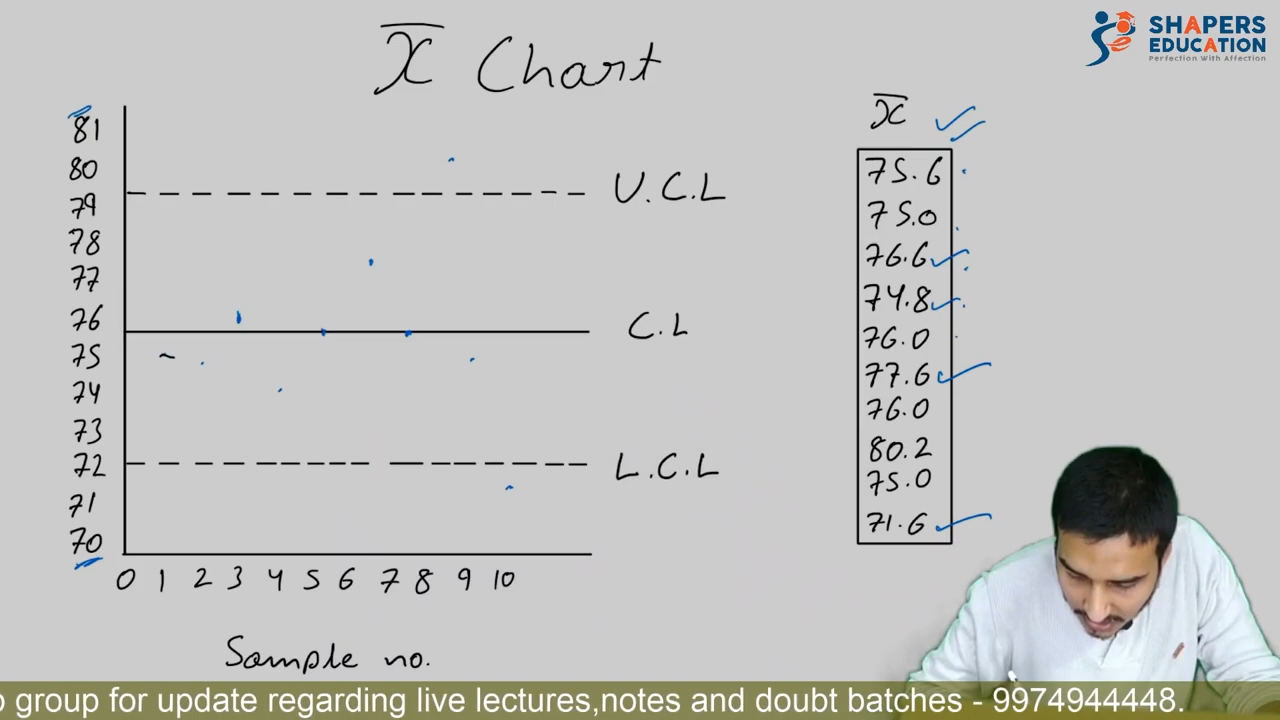 X̄ Chart
SHAPERS
EDUCATION
Perfection With Affection
81
80
79
78
77
76
75
74
73
72
71
70
U.C.L
C.L
L.C.L
0 1 2 3 4 5 6 7 8 9 10
Sample no.
X̄
75.6
75.0
76.6
74.8
76.0
77.6
76.0
80.2
75.0
71.6
group for update regarding live lectures,notes and doubt batches - 9974944448.